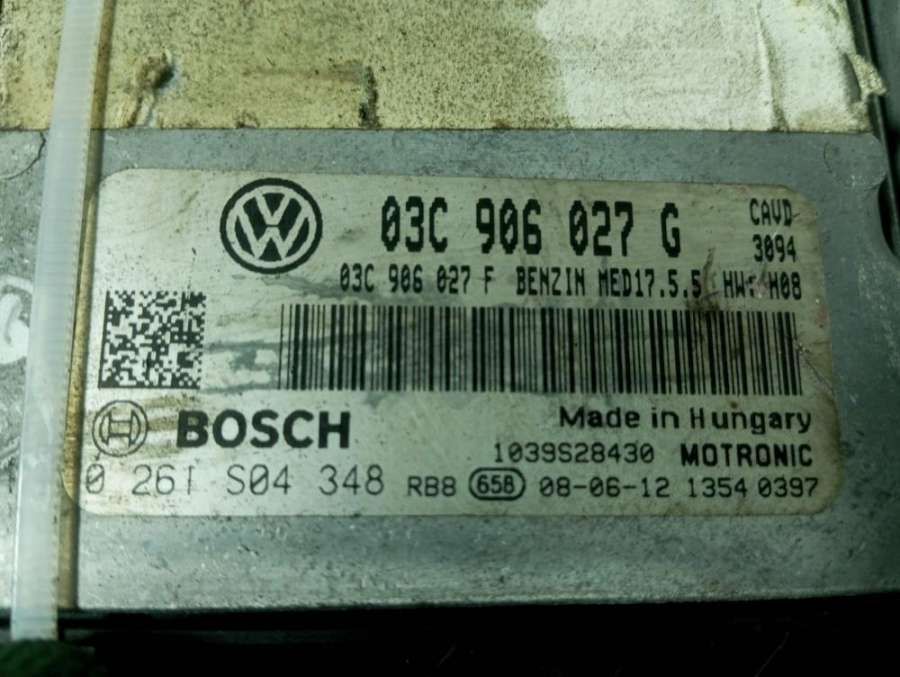 03C 906 027 G CAVD
3094
03C 906 027 F BENZIN MED17.5.5 HW: H08
BOSCH Made in Hungary
1039S28430 MOTRONIC
0 261 S04 348 RB8 658 08-06-12 1354 0397